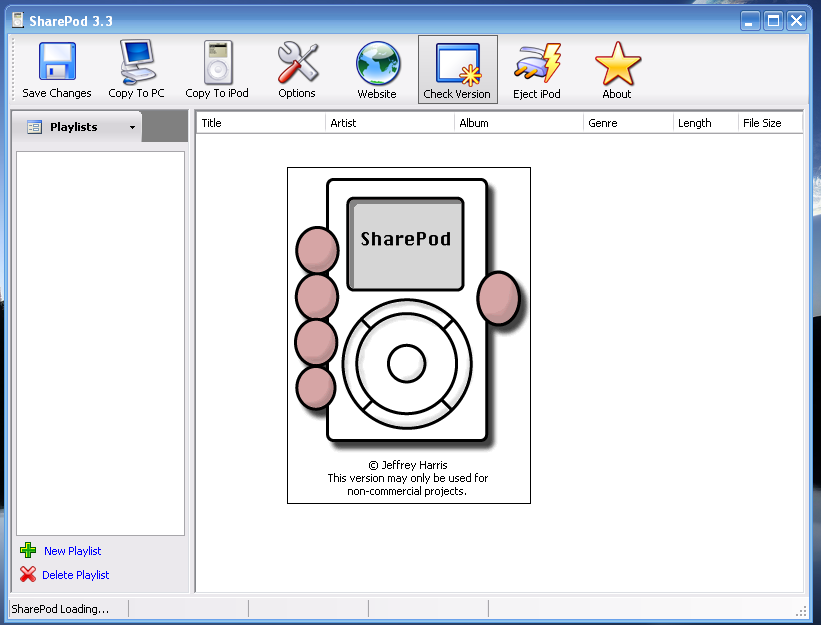 SharePod 3.3
Save Changes
Copy To PC
Copy To iPod
Options
Website
Check Version
Eject iPod
About
Playlists
Title
Artist
Album
Genre
Length
File Size
SharePod
© Jeffrey Harris
This version may only be used for
non-commercial projects.
New Playlist
Delete Playlist
SharePod Loading...